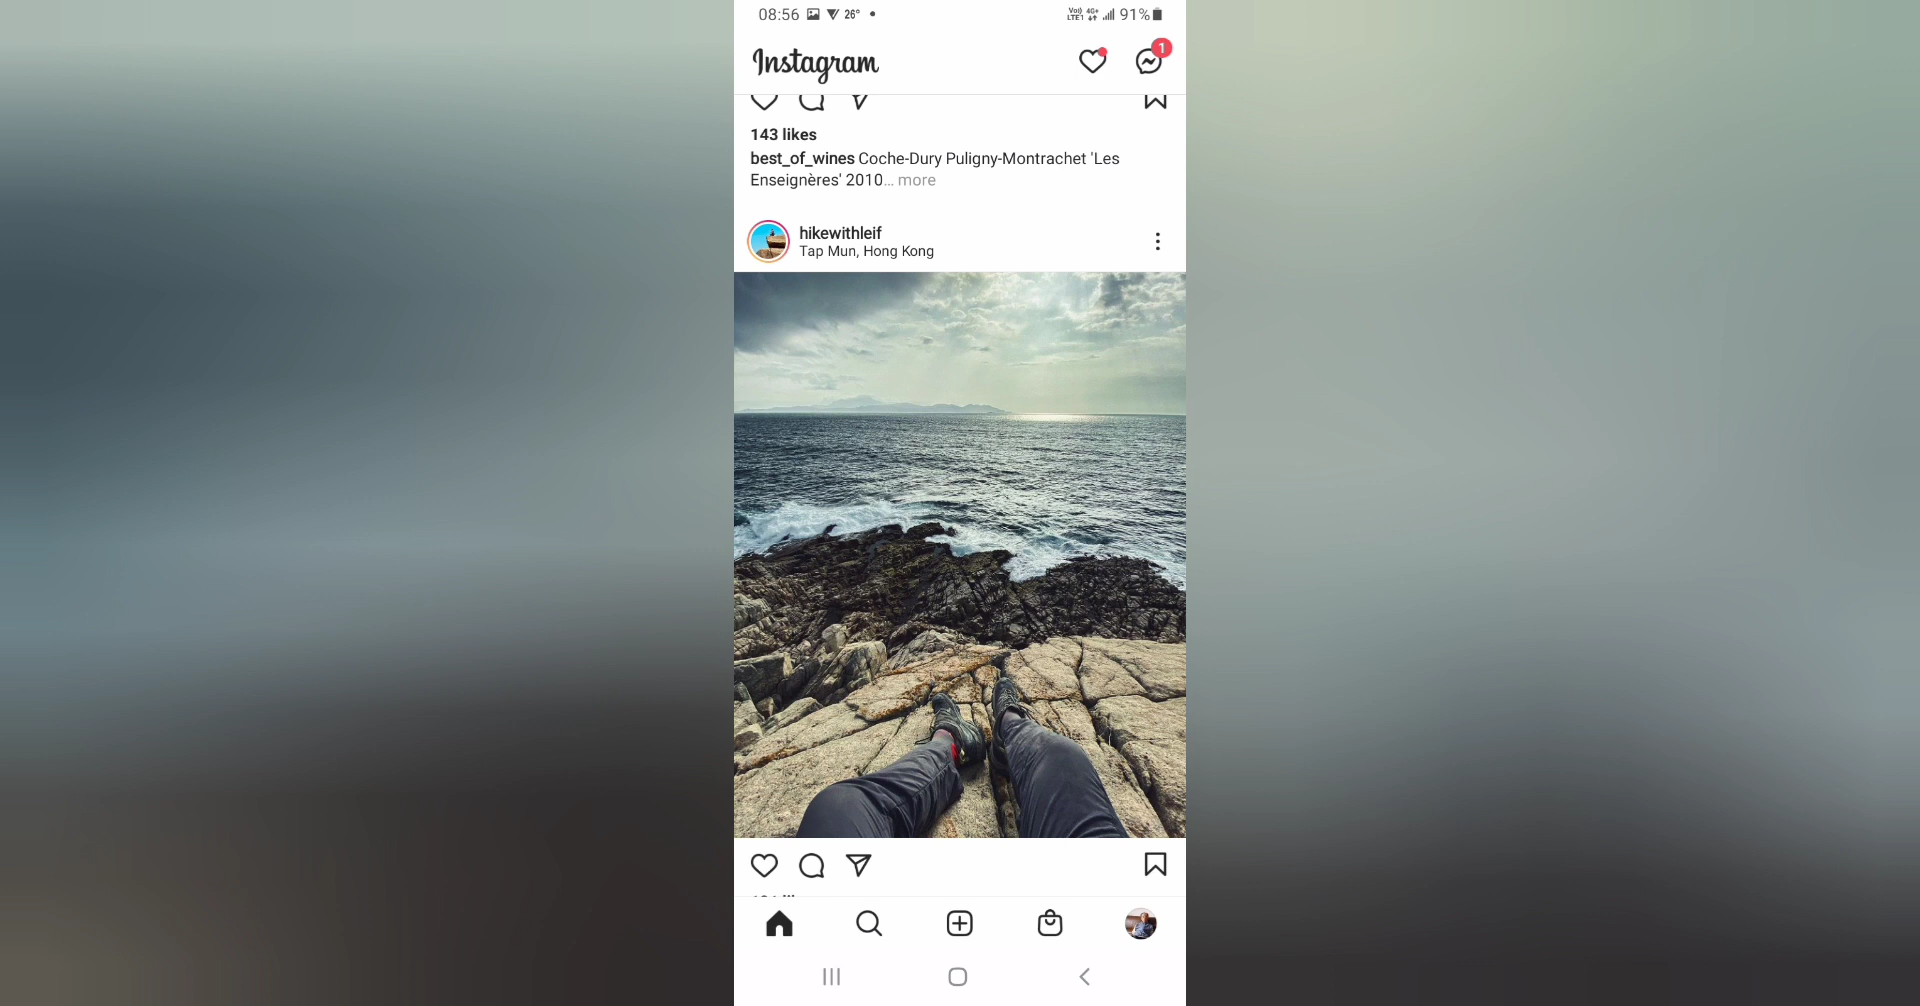 08:56 26° 91%
Instagram 1
143 likes
best_of_wines Coche-Dury Puligny-Montrachet 'Les
Enseignères' 2010... more
hikewithleif
Tap Mun, Hong Kong